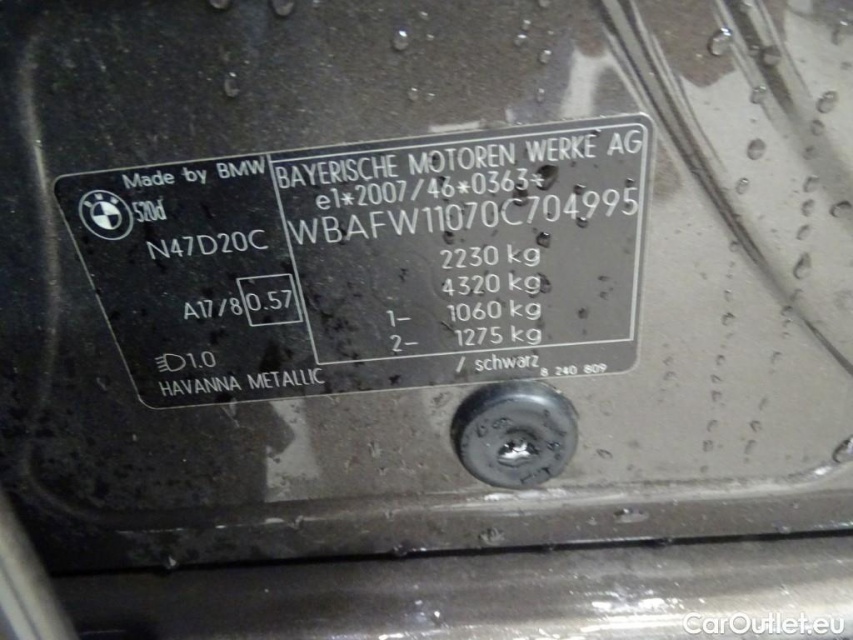 Made by BMW
520d
N47D20C
A17/8 0.57
1.0
HAVANNA METALLIC
BAYERISCHE MOTOREN WERKE AG
e1*2007/46*0363*
WBAFW11070C704995
2230 kg
4320 kg
1- 1060 kg
2- 1275 kg
/ schwarz
8 240 809
CarOutlet.eu